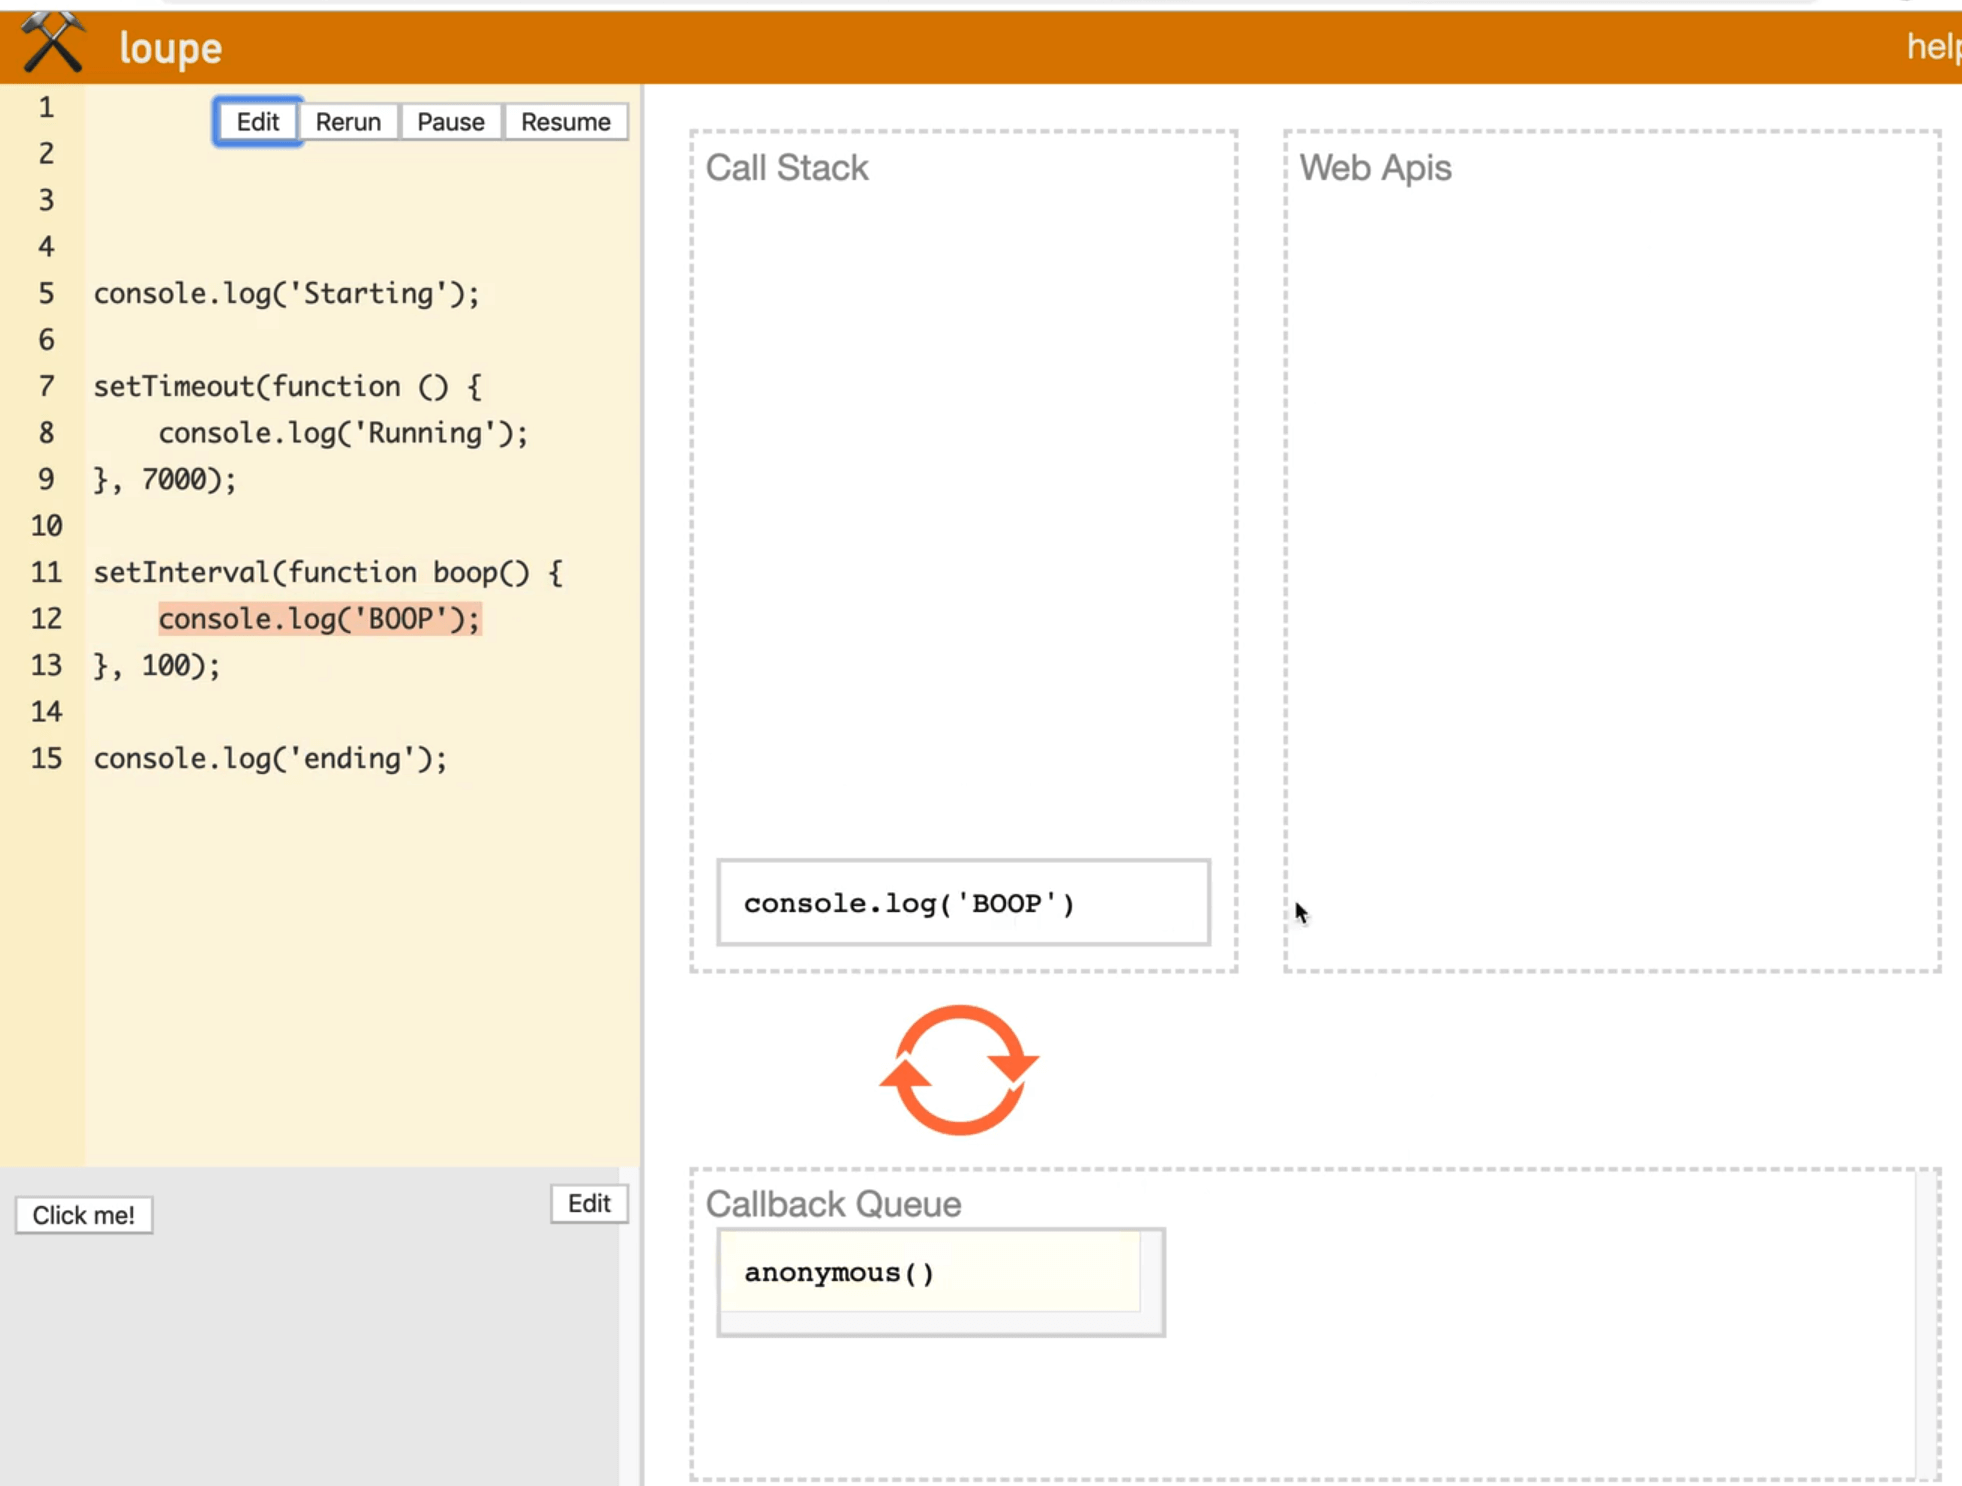 loupe
help
Edit Rerun Pause Resume
1
2
3
4
5 console.log('Starting');
6
7 setTimeout(function () {
8 console.log('Running');
9 }, 7000);
10
11 setInterval(function boop() {
12 console.log('BOOP');
13 }, 100);
14
15 console.log('ending');
Click me!
Edit
Call Stack
console.log('BOOP')
Web Apis
Callback Queue
anonymous()